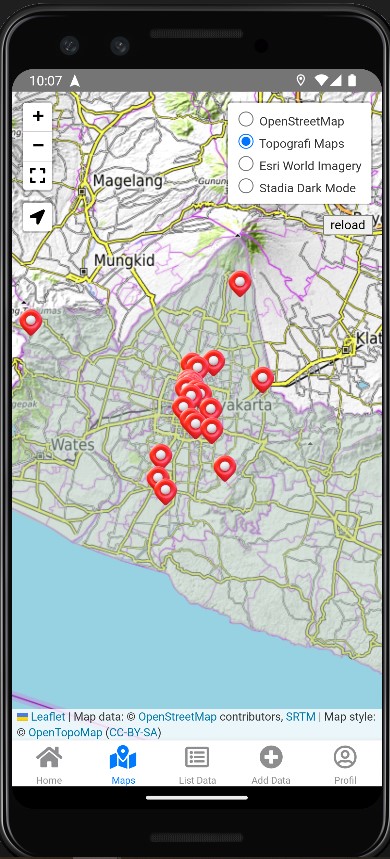 10:07
+
−
OpenStreetMap
Topografi Maps
Esri World Imagery
Stadia Dark Mode
reload
Magelang
Gunung
Mungkid
Klat
yakarta
Wates
Leaflet | Map data: © OpenStreetMap contributors, SRTM | Map style:
© OpenTopoMap (CC-BY-SA)
Home
Maps
List Data
Add Data
Profil